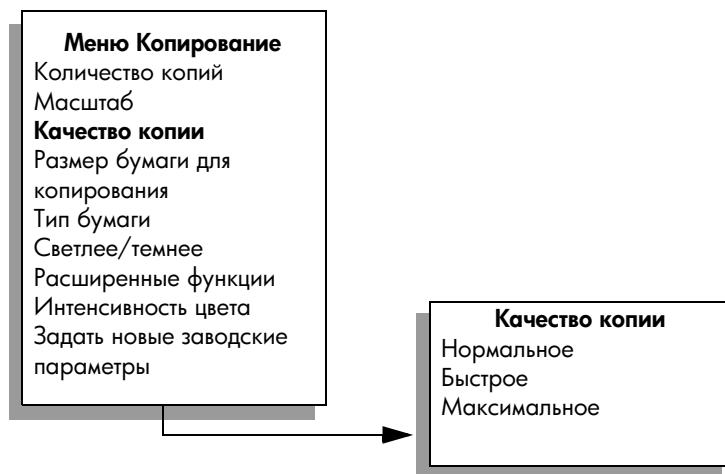 Меню Копирование
Количество копий
Масштаб
Качество копии
Размер бумаги для
копирования
Тип бумаги
Светлее/темнее
Расширенные функции
Интенсивность цвета
Задать новые заводские
параметры
Качество копии
Нормальное
Быстрое
Максимальное